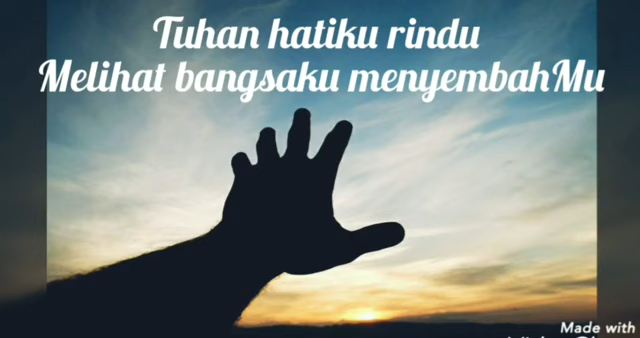 Tuhan hatiku rindu
Melihat bangsaku menyembahMu
Made with